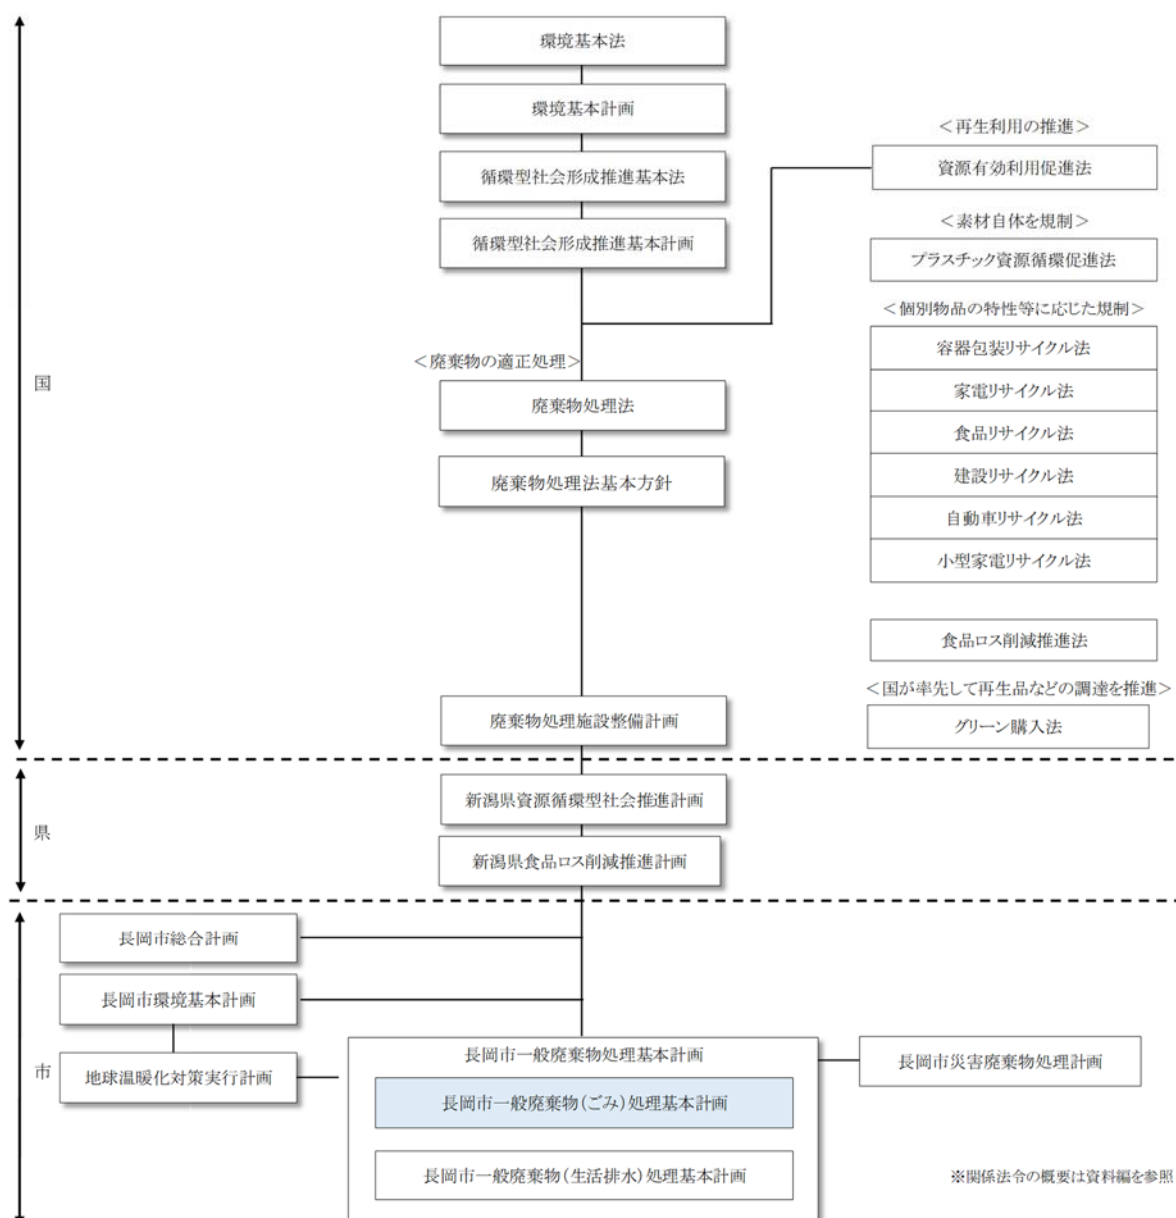 国
環境基本法
環境基本計画
循環型社会形成推進基本法
循環型社会形成推進基本計画
＜再生利用の推進＞
資源有効利用促進法
＜素材自体を規制＞
プラスチック資源循環促進法
＜個別物品の特性等に応じた規制＞
容器包装リサイクル法
家電リサイクル法
食品リサイクル法
建設リサイクル法
自動車リサイクル法
小型家電リサイクル法
食品ロス削減推進法
＜国が率先して再生品などの調達を推進＞
グリーン購入法
＜廃棄物の適正処理＞
廃棄物処理法
廃棄物処理法基本方針
廃棄物処理施設整備計画
県
新潟県資源循環型社会推進計画
新潟県食品ロス削減推進計画
市
長岡市総合計画
長岡市環境基本計画
地球温暖化対策実行計画
長岡市一般廃棄物処理基本計画
長岡市一般廃棄物(ごみ)処理基本計画
長岡市一般廃棄物(生活排水)処理基本計画
長岡市災害廃棄物処理計画
※関係法令の概要は資料編を参照